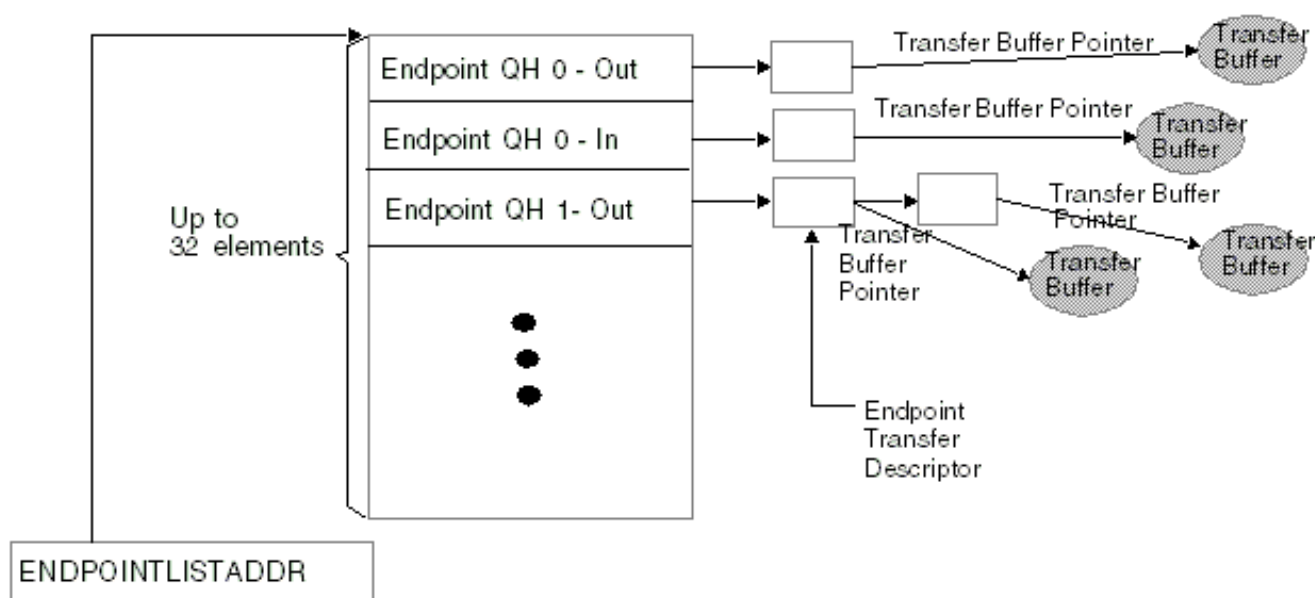 Endpoint QH 0 - Out
Transfer Buffer Pointer
Transfer
Buffer
Endpoint QH 0 - In
Transfer Buffer Pointer
Transfer
Buffer
Up to
32 elements
Endpoint QH 1- Out
Transfer Buffer
Pointer
Transfer
Buffer
Transfer
Buffer
Pointer
Transfer
Buffer
Endpoint
Transfer
Descriptor
ENDPOINTLISTADDR